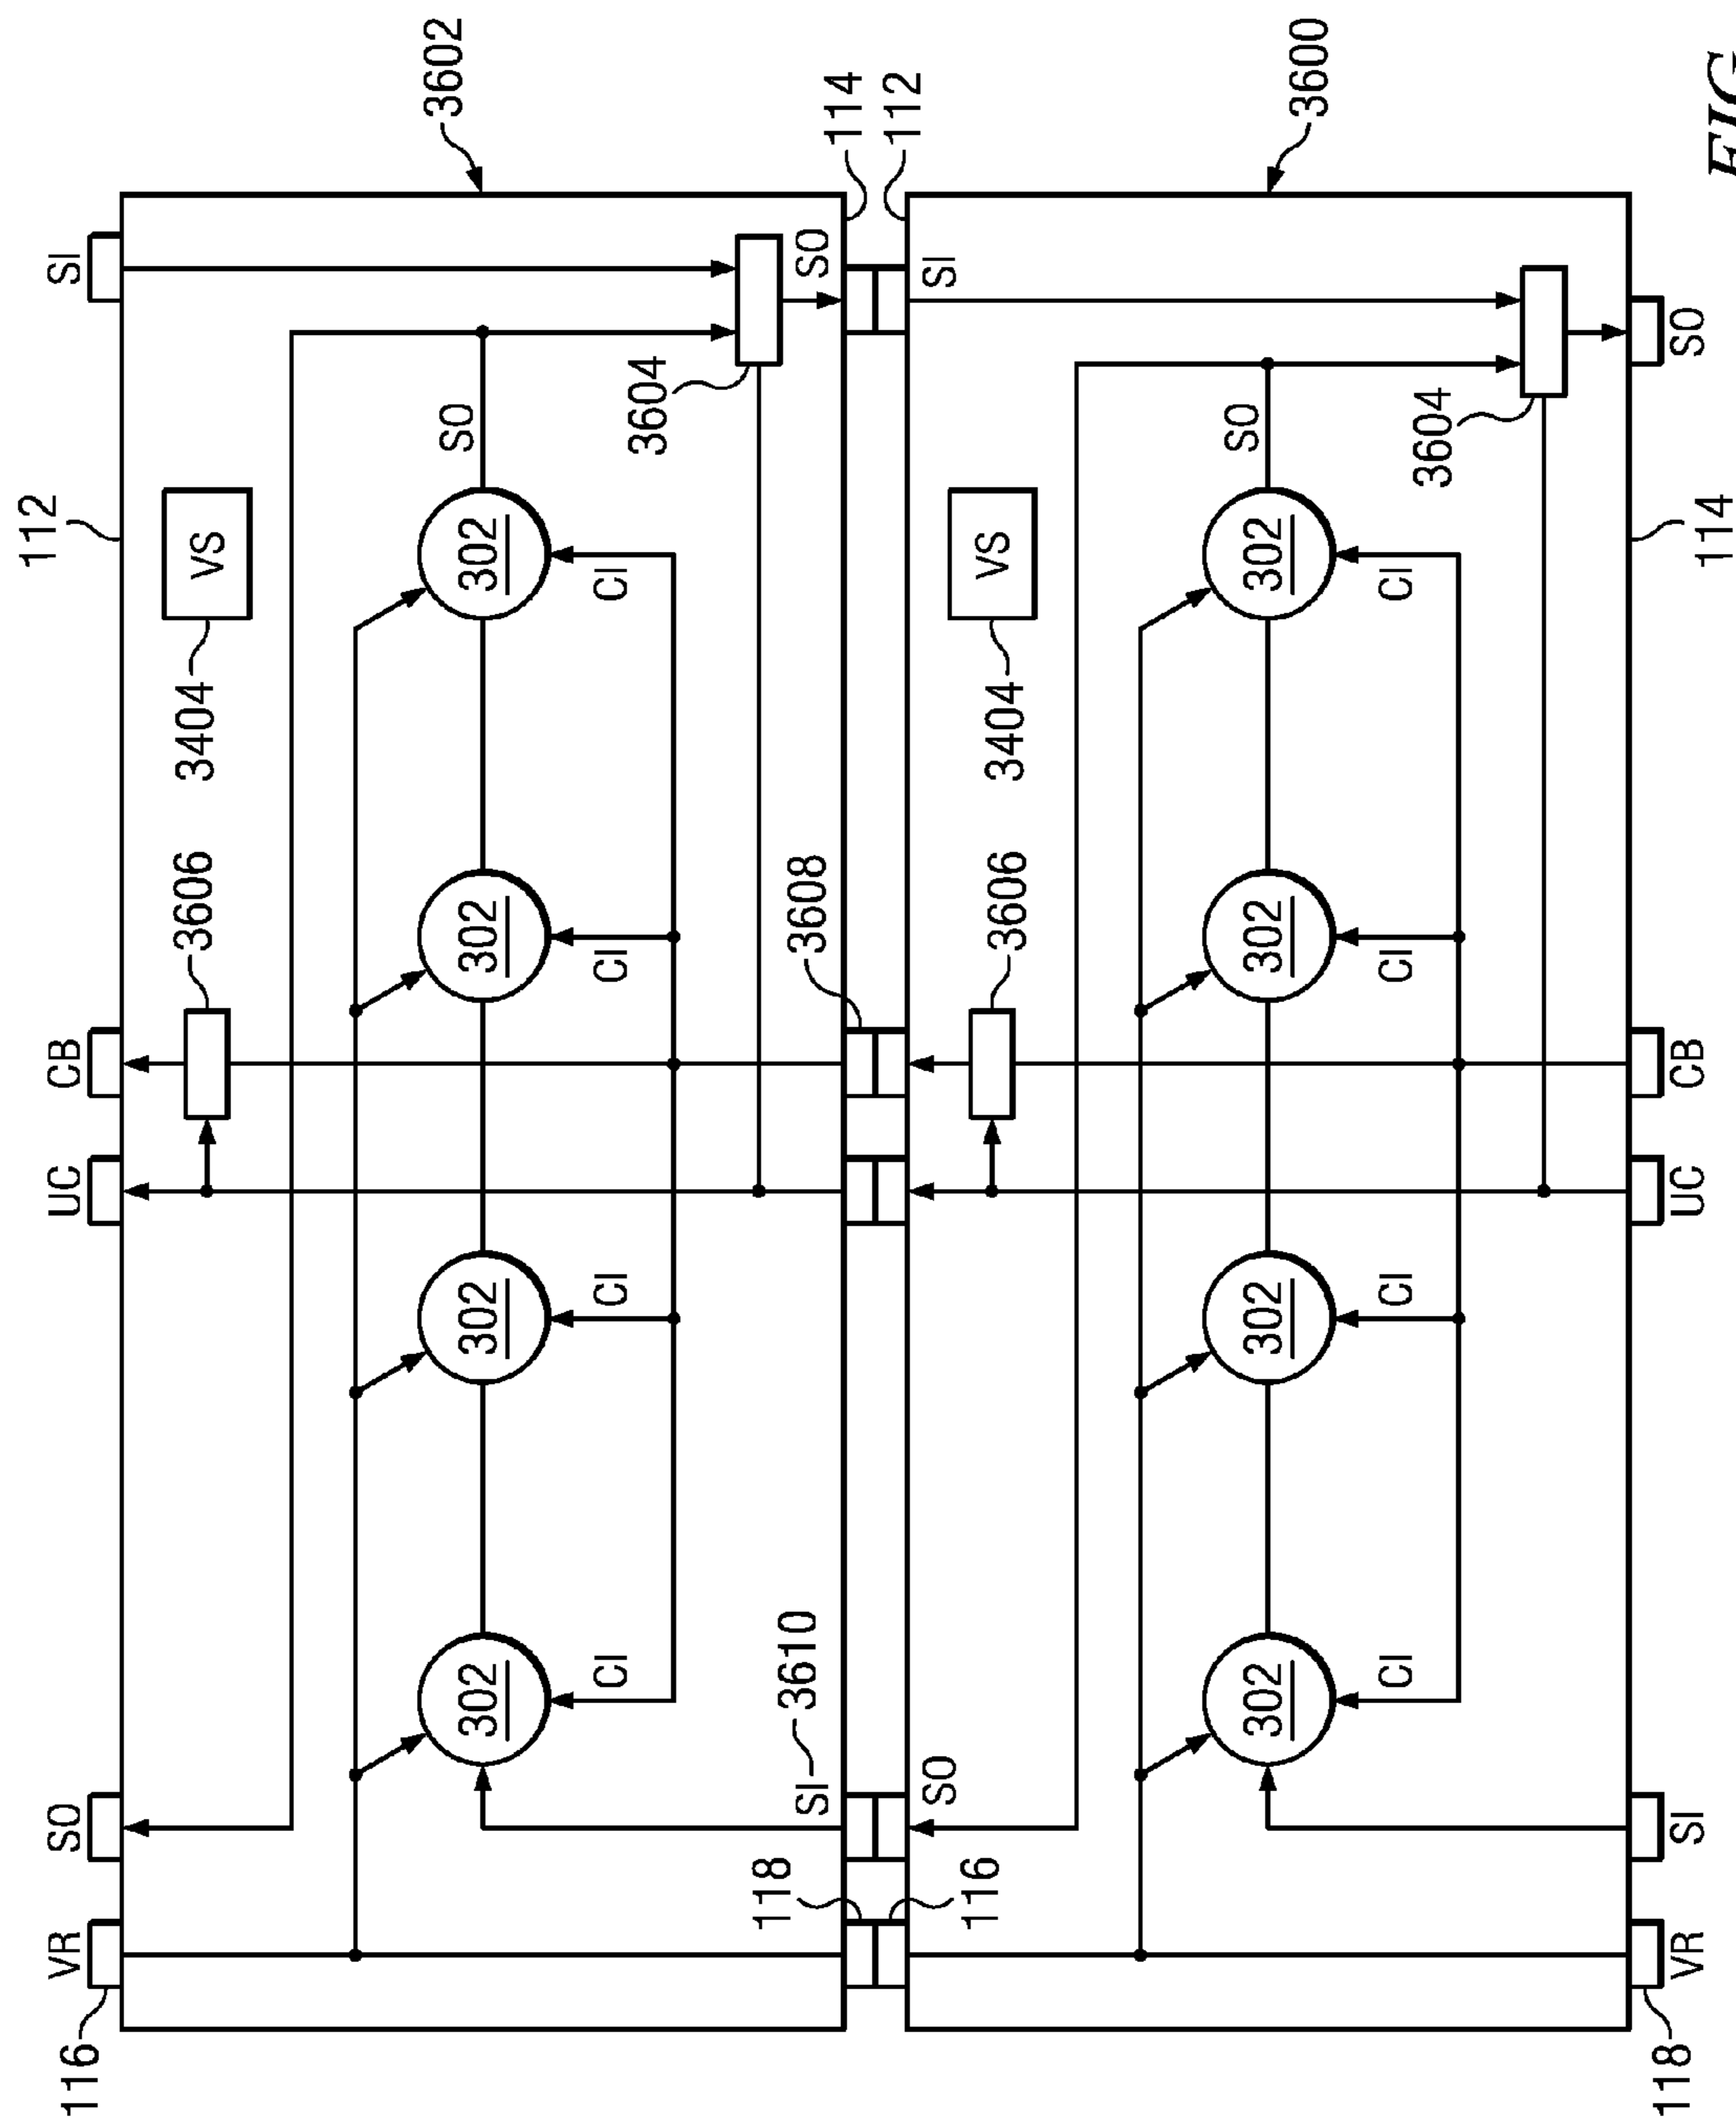 112
116
VR
SO
UC
CB
SI
3606
3404
VS
3602
SO
302
302
302
302
CI
CI
CI
CI
3604
118
SI
3610
3608
SO
114
112
SO
SI
116
3606
3404
VS
SO
3600
302
302
302
302
CI
CI
CI
CI
3604
118
VR
SI
UC
CB
SO
114
FIG